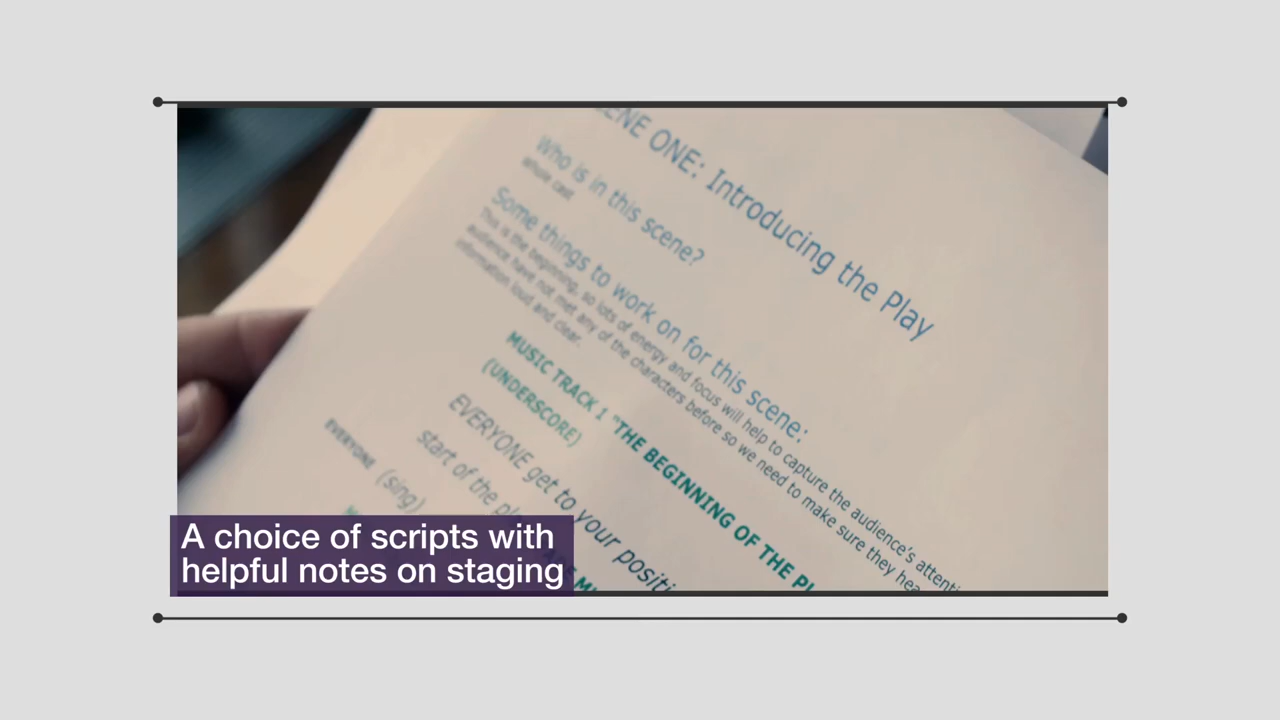 ENE ONE: Introducing the Play
Who is in this scene?
Whole cast
Some things to work on for this scene:
This is the beginning, so lots of energy and focus will help to capture the audience's attenti
audience have not met any of the characters before so we need to make sure they hea
information loud and clear.
MUSIC TRACK 1 "THE BEGINNING OF THE PL
(UNDERSCORE)
EVERYONE get to your positi
start of the pl
EVERYONE (sing)
A choice of scripts with
helpful notes on staging